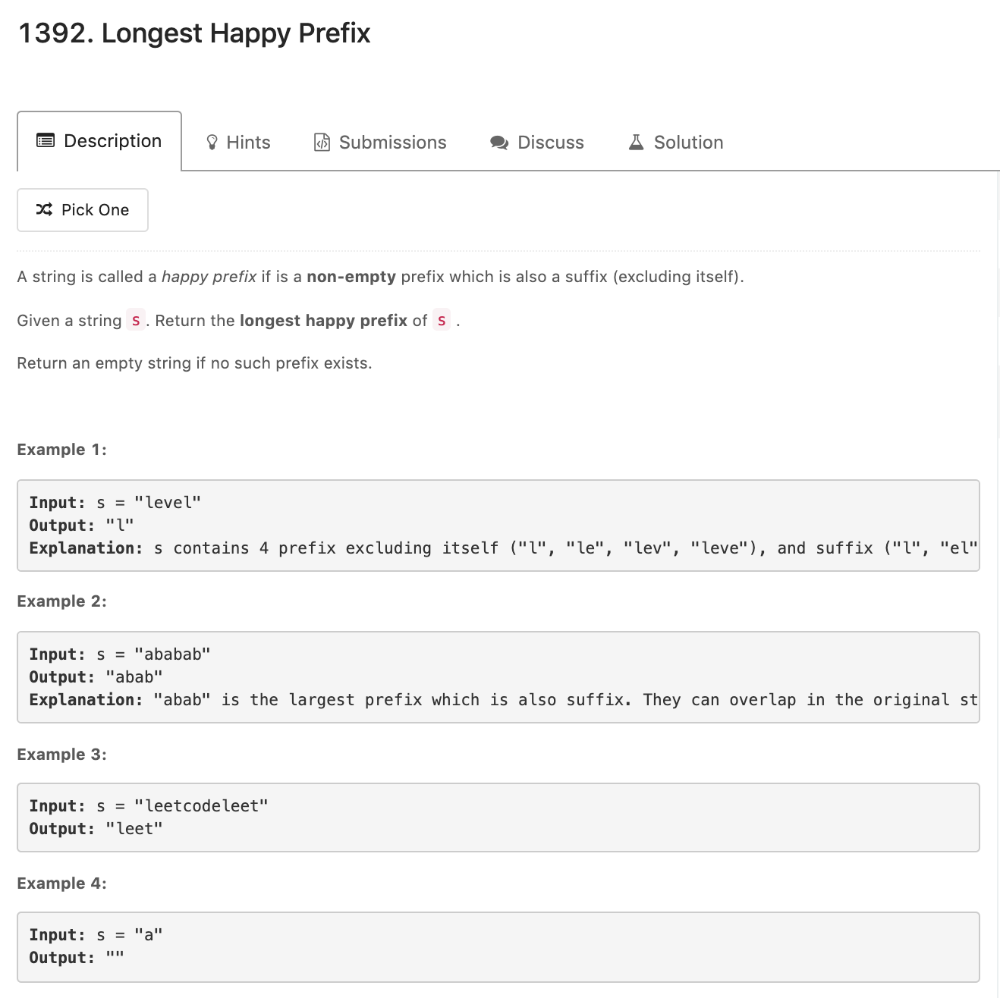 1392. Longest Happy Prefix
Description Hints Submissions Discuss Solution
Pick One
A string is called a happy prefix if is a non-empty prefix which is also a suffix (excluding itself).
Given a string s. Return the longest happy prefix of s .
Return an empty string if no such prefix exists.
Example 1:
Input: s = "level"
Output: "l"
Explanation: s contains 4 prefix excluding itself ("l", "le", "lev", "leve"), and suffix ("l", "el"
Example 2:
Input: s = "ababab"
Output: "abab"
Explanation: "abab" is the largest prefix which is also suffix. They can overlap in the original st
Example 3:
Input: s = "leetcodeleet"
Output: "leet"
Example 4:
Input: s = "a"
Output: ""